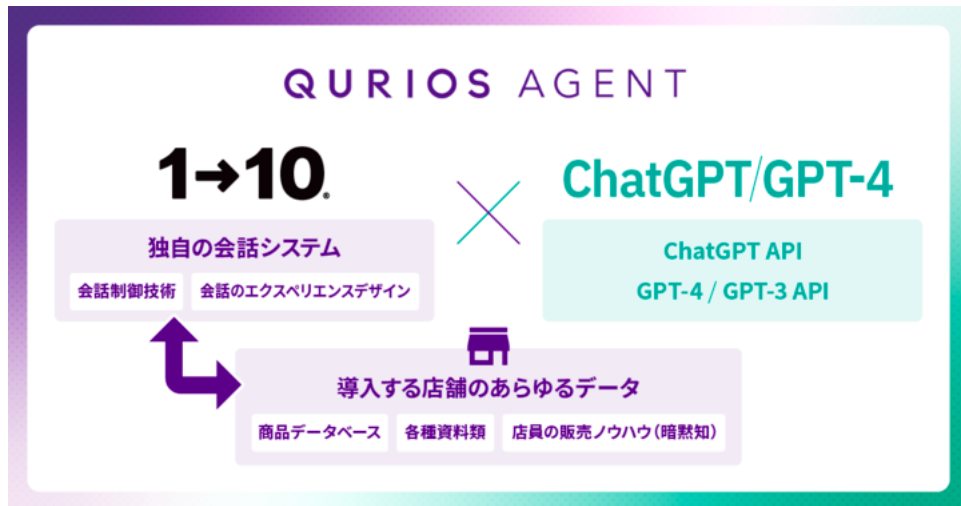 QURIOS AGENT
1→10®
ChatGPT/GPT-4
独自の会話システム
会話制御技術
会話のエクスペリエンスデザイン
ChatGPT API
GPT-4 / GPT-3 API
導入する店舗のあらゆるデータ
商品データベース
各種資料類
店員の販売ノウハウ（暗黙知）